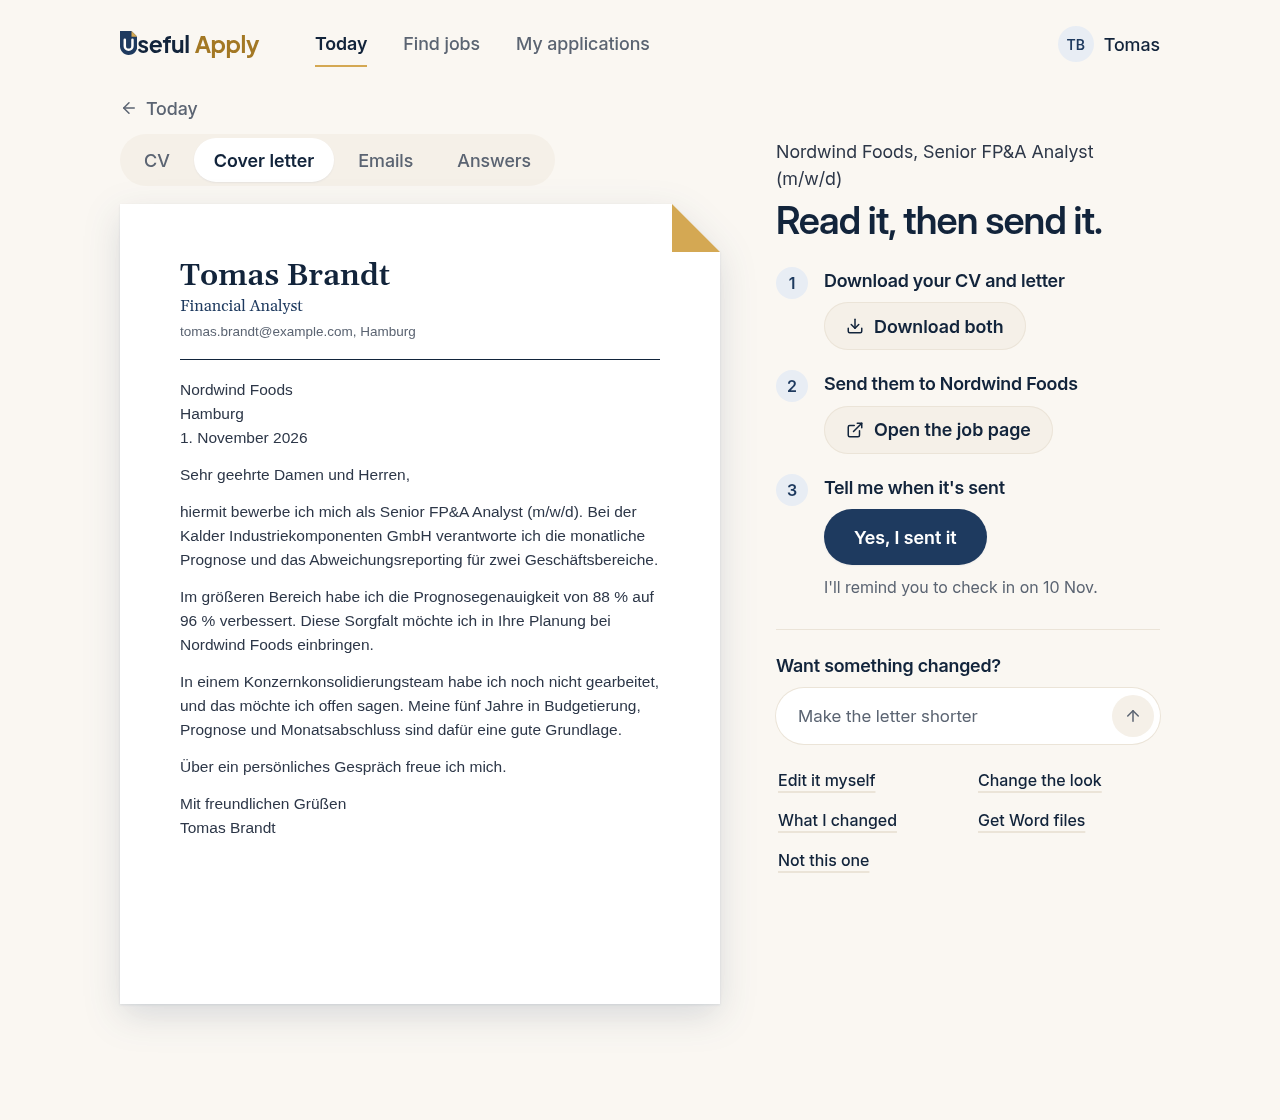 Useful Apply
Today
Find jobs
My applications
TB
Tomas
Today
CV
Cover letter
Emails
Answers
Tomas Brandt
Financial Analyst
tomas.brandt@example.com, Hamburg
Nordwind Foods
Hamburg
1. November 2026
Sehr geehrte Damen und Herren,
hiermit bewerbe ich mich als Senior FP&A Analyst (m/w/d). Bei der
Kalder Industriekomponenten GmbH verantworte ich die monatliche
Prognose und das Abweichungsreporting für zwei Geschäftsbereiche.
Im größeren Bereich habe ich die Prognosegenauigkeit von 88 % auf
96 % verbessert. Diese Sorgfalt möchte ich in Ihre Planung bei
Nordwind Foods einbringen.
In einem Konzernkonsolidierungsteam habe ich noch nicht gearbeitet,
und das möchte ich offen sagen. Meine fünf Jahre in Budgetierung,
Prognose und Monatsabschluss sind dafür eine gute Grundlage.
Über ein persönliches Gespräch freue ich mich.
Mit freundlichen Grüßen
Tomas Brandt
Nordwind Foods, Senior FP&A Analyst
(m/w/d)
Read it, then send it.
1
Download your CV and letter
Download both
2
Send them to Nordwind Foods
Open the job page
3
Tell me when it's sent
Yes, I sent it
I'll remind you to check in on 10 Nov.
Want something changed?
Make the letter shorter
Edit it myself
Change the look
What I changed
Get Word files
Not this one